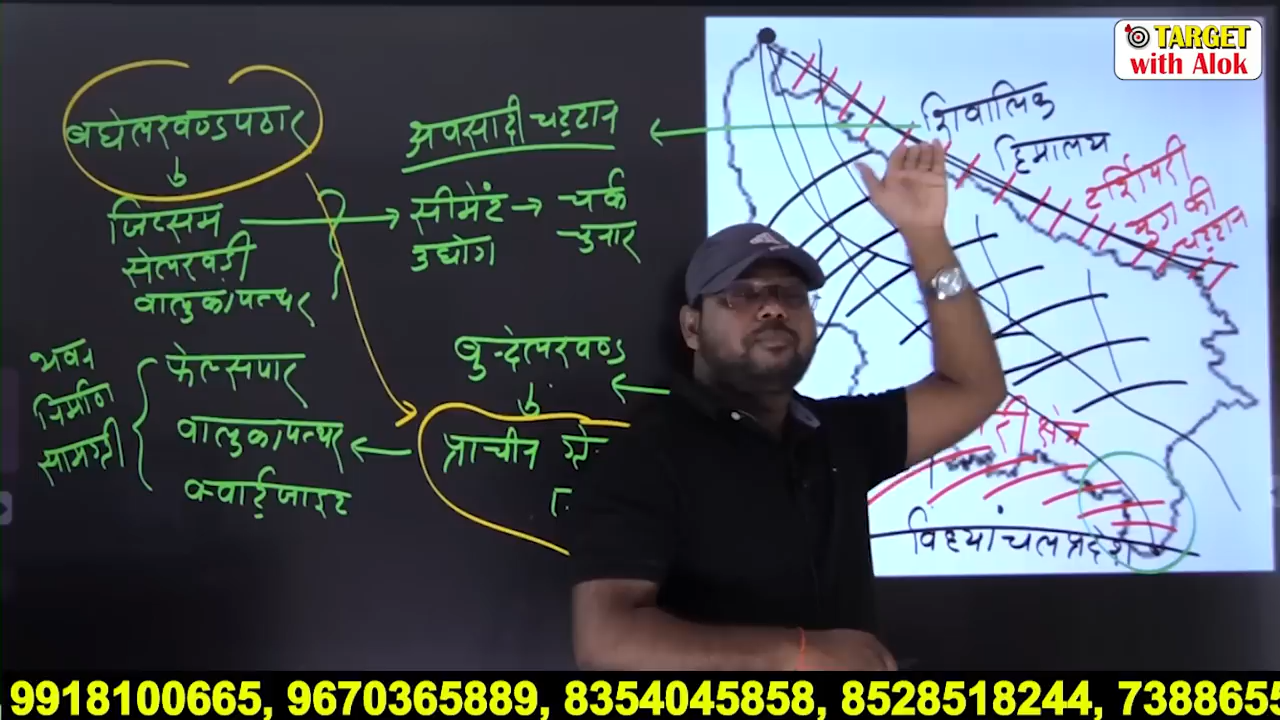 TARGET
with Alok
बघेलखण्ड पठार
जिप्सम
सेलखड़ी
बालुका पत्थर
अवसादी चट्टान
सीमेंट → चर्क
उद्योग चुनार
भवन
निर्माण
सामग्री
फेल्सपार
बालुका पत्थर
क्वार्ट्जाइट
बुन्देलखण्ड
प्राचीन
शिवालिक
हिमालय
टर्शियरी
युग की
चट्टान
क्षेत्र
विंध्यांचल प्रदेश
9918100665, 9670365889, 8354045858, 8528518244, 7388655